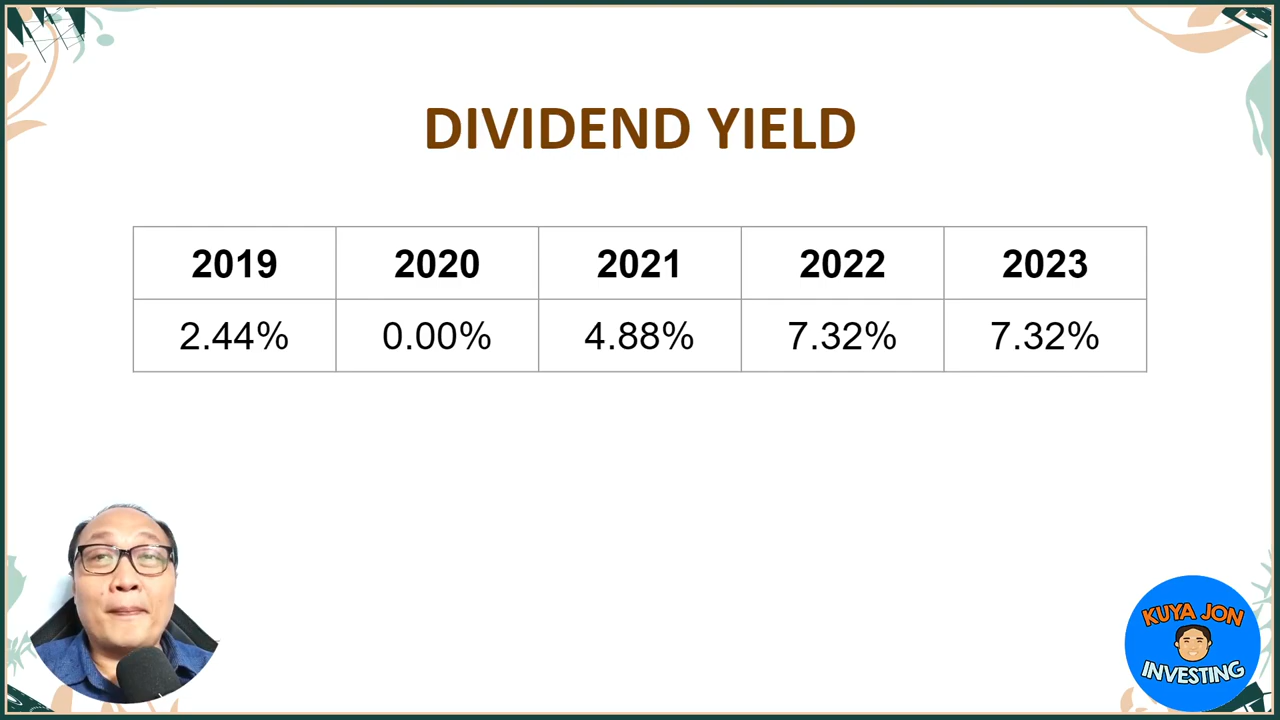 DIVIDEND YIELD
2019 2020 2021 2022 2023
2.44% 0.00% 4.88% 7.32% 7.32%
KUYA JON
INVESTING